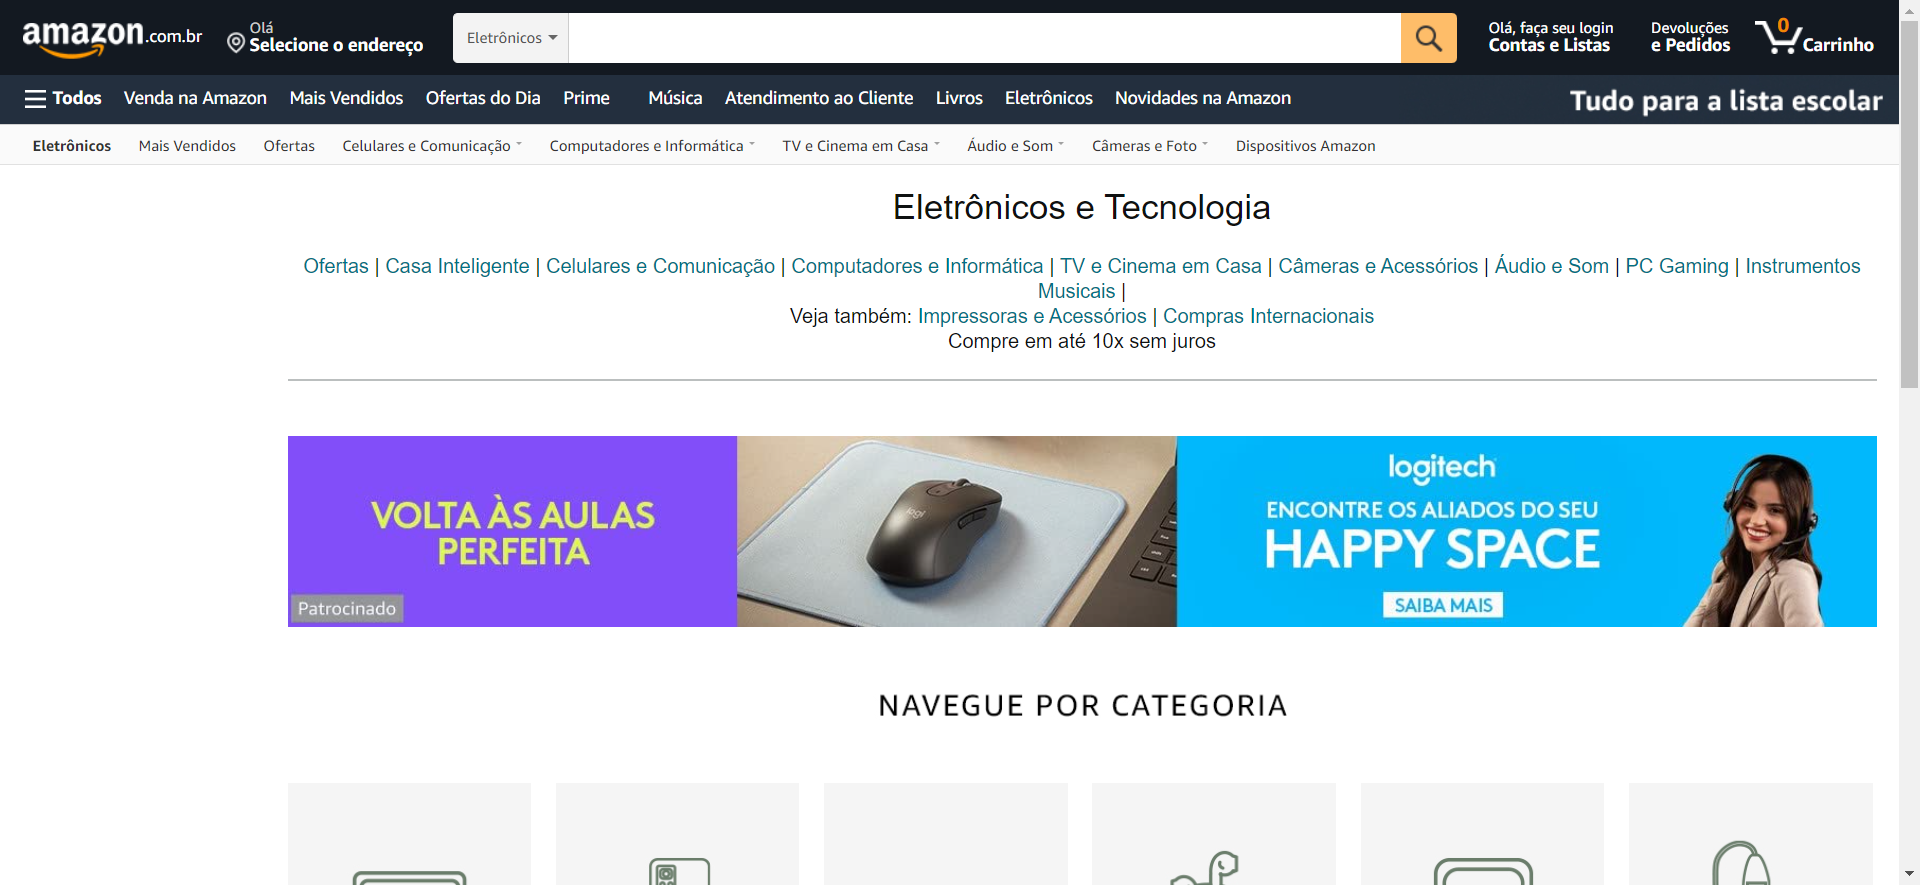 amazon.com.br
Olá
Selecione o endereço
Eletrônicos
Olá, faça seu login
Contas e Listas
Devoluções
e Pedidos
0
Carrinho
Todos
Venda na Amazon
Mais Vendidos
Ofertas do Dia
Prime
Música
Atendimento ao Cliente
Livros
Eletrônicos
Novidades na Amazon
Tudo para a lista escolar
Eletrônicos
Mais Vendidos
Ofertas
Celulares e Comunicação
Computadores e Informática
TV e Cinema em Casa
Áudio e Som
Câmeras e Foto
Dispositivos Amazon
Eletrônicos e Tecnologia
Ofertas | Casa Inteligente | Celulares e Comunicação | Computadores e Informática | TV e Cinema em Casa | Câmeras e Acessórios | Áudio e Som | PC Gaming | Instrumentos
Musicais |
Veja também: Impressoras e Acessórios | Compras Internacionais
Compre em até 10x sem juros
VOLTA ÀS AULAS
PERFEITA
Patrocinado
logi
logitech
ENCONTRE OS ALIADOS DO SEU
HAPPY SPACE
SAIBA MAIS
NAVEGUE POR CATEGORIA